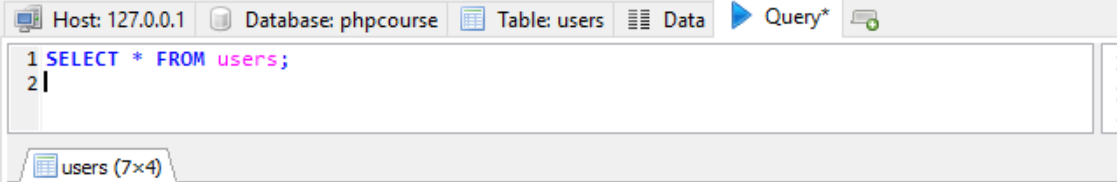 Host: 127.0.0.1 Database: phpcourse Table: users Data Query*
1 SELECT * FROM users;
2
users (7×4)